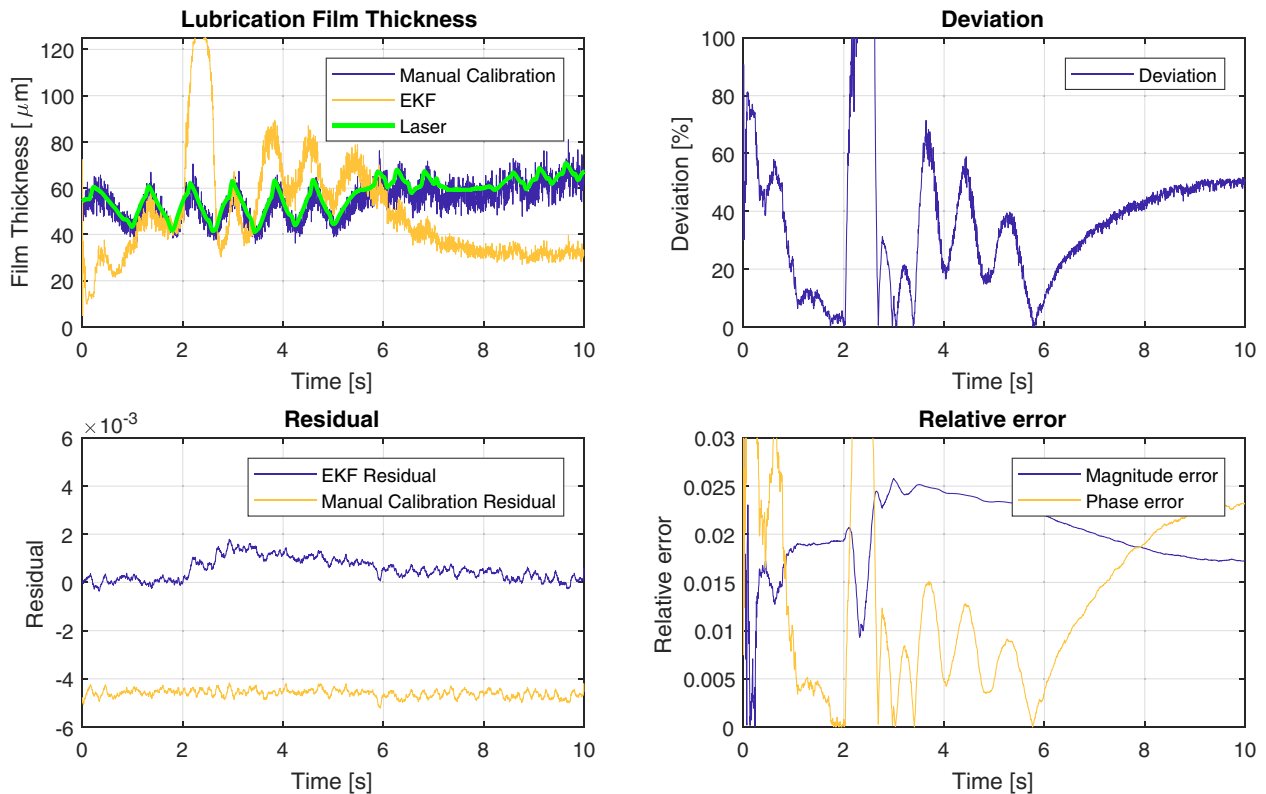 Lubrication Film Thickness
120
100
80
60
40
20
0
Film Thickness [ μm]
Manual Calibration
EKF
Laser
0 2 4 6 8 10
Time [s]
Deviation
100
80
60
40
20
0
Deviation [%]
Deviation
0 2 4 6 8 10
Time [s]
Residual
×10-3
6
4
2
0
-2
-4
-6
Residual
EKF Residual
Manual Calibration Residual
0 2 4 6 8 10
Time [s]
Relative error
0.03
0.025
0.02
0.015
0.01
0.005
0
Relative error
Magnitude error
Phase error
0 2 4 6 8 10
Time [s]